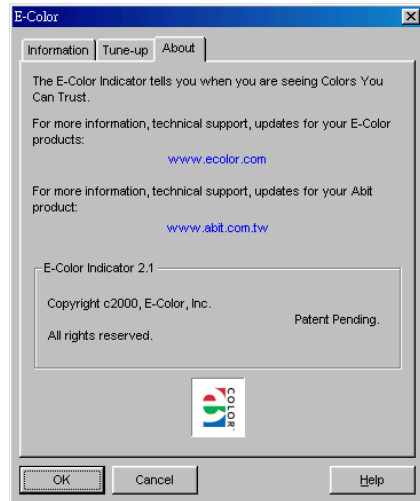 E-Color
Information Tune-up About
The E-Color Indicator tells you when you are seeing Colors You
Can Trust.
For more information, technical support, updates for your E-Color
products:
www.ecolor.com
For more information, technical support, updates for your Abit
product:
www.abit.com.tw
E-Color Indicator 2.1
Copyright c2000, E-Color, Inc.
Patent Pending.
All rights reserved.
COLOR
OK Cancel Help